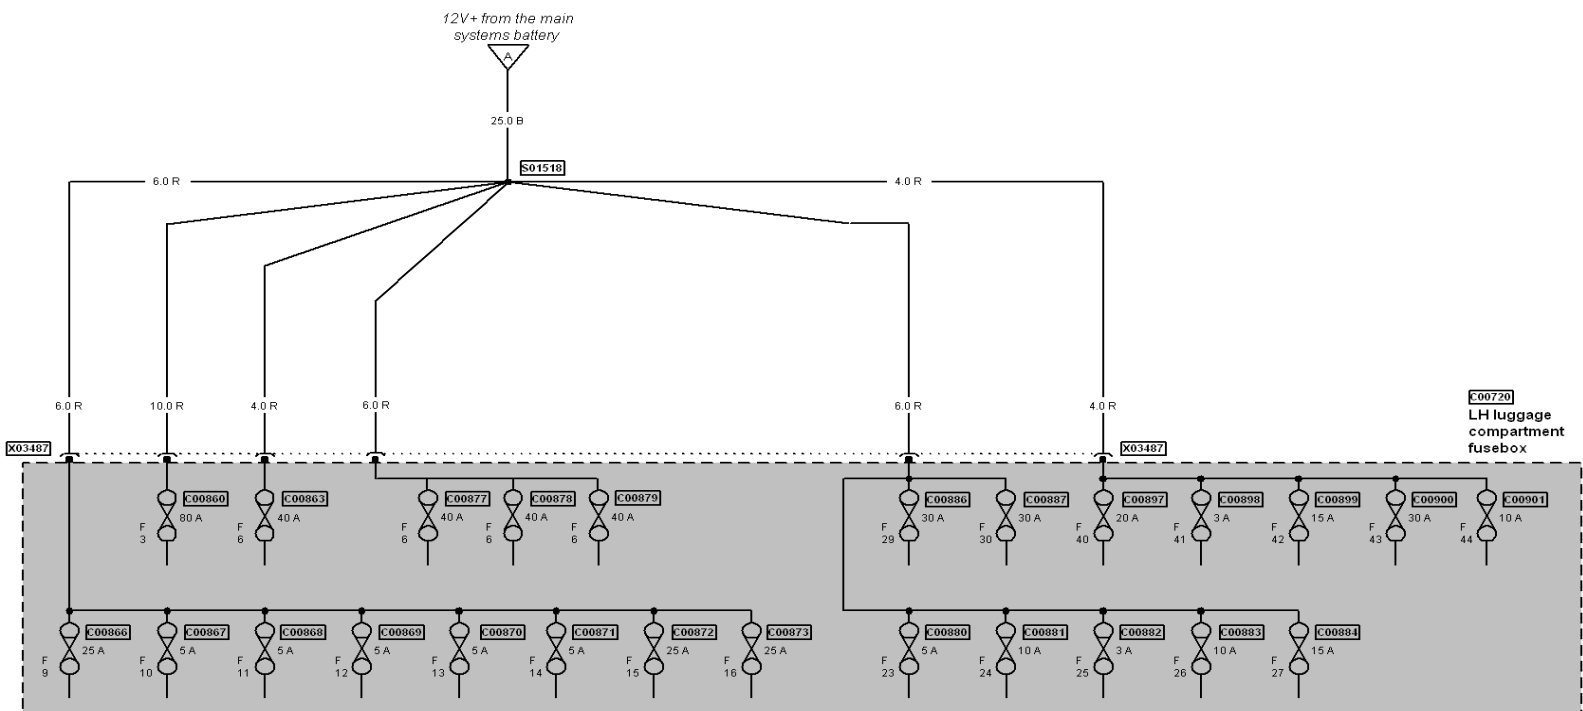 12V+ from the main
systems battery
A
25.0 B
S01518
6.0 R
4.0 R
6.0 R
10.0 R
4.0 R
6.0 R
6.0 R
4.0 R
C00720
LH luggage
compartment
fusebox
X03487
X03487
C00860
80 A
F
3
C00863
40 A
F
6
C00877
40 A
F
6
C00878
40 A
F
6
C00879
40 A
F
6
C00886
30 A
F
29
C00887
30 A
F
30
C00897
20 A
F
40
C00898
3 A
F
41
C00899
15 A
F
42
C00900
30 A
F
43
C00901
10 A
F
44
C00866
25 A
F
9
C00867
5 A
F
10
C00868
5 A
F
11
C00869
5 A
F
12
C00870
5 A
F
13
C00871
5 A
F
14
C00872
25 A
F
15
C00873
25 A
F
16
C00880
5 A
F
23
C00881
10 A
F
24
C00882
3 A
F
25
C00883
10 A
F
26
C00884
15 A
F
27